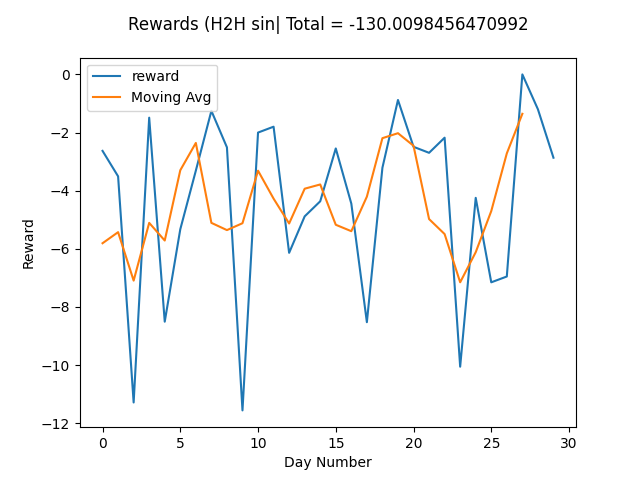 Rewards (H2H sin| Total = -130.0098456470992
reward
Moving Avg
0
−2
−4
−6
−8
−10
−12
Reward
0 5 10 15 20 25 30
Day Number